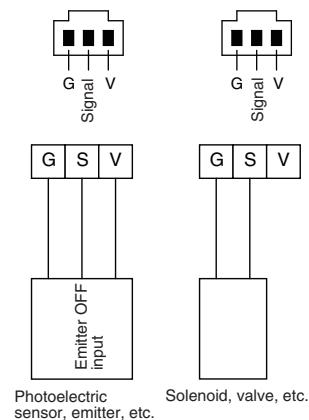 G Signal V
G Signal V
G S V
G S V
Emitter OFF
input
Photoelectric
sensor, emitter, etc.
Solenoid, valve, etc.